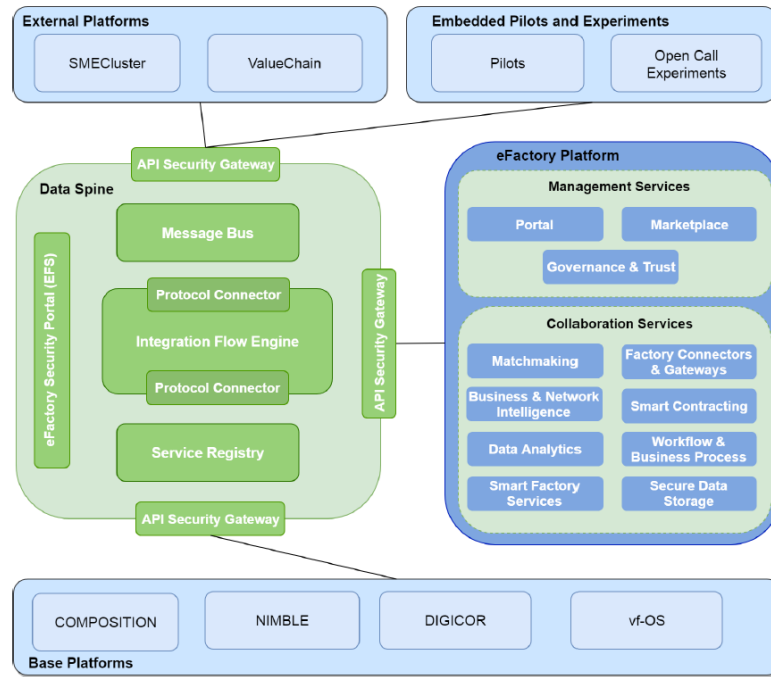 External Platforms
SMECluster
ValueChain
Embedded Pilots and Experiments
Pilots
Open Call
Experiments
API Security Gateway
Data Spine
eFactory Security Portal (EFS)
Message Bus
Protocol Connector
Integration Flow Engine
Protocol Connector
Service Registry
API Security Gateway
API Security Gateway
eFactory Platform
Management Services
Portal
Marketplace
Governance & Trust
Collaboration Services
Matchmaking
Factory Connectors
& Gateways
Business & Network
Intelligence
Smart Contracting
Data Analytics
Workflow &
Business Process
Smart Factory
Services
Secure Data
Storage
COMPOSITION
NIMBLE
DIGICOR
vf-OS
Base Platforms